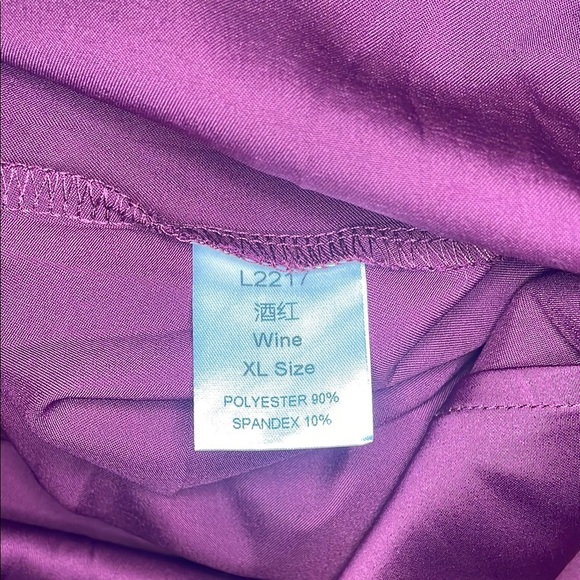 L2217
酒红
Wine
XL Size
POLYESTER 90%
SPANDEX 10%